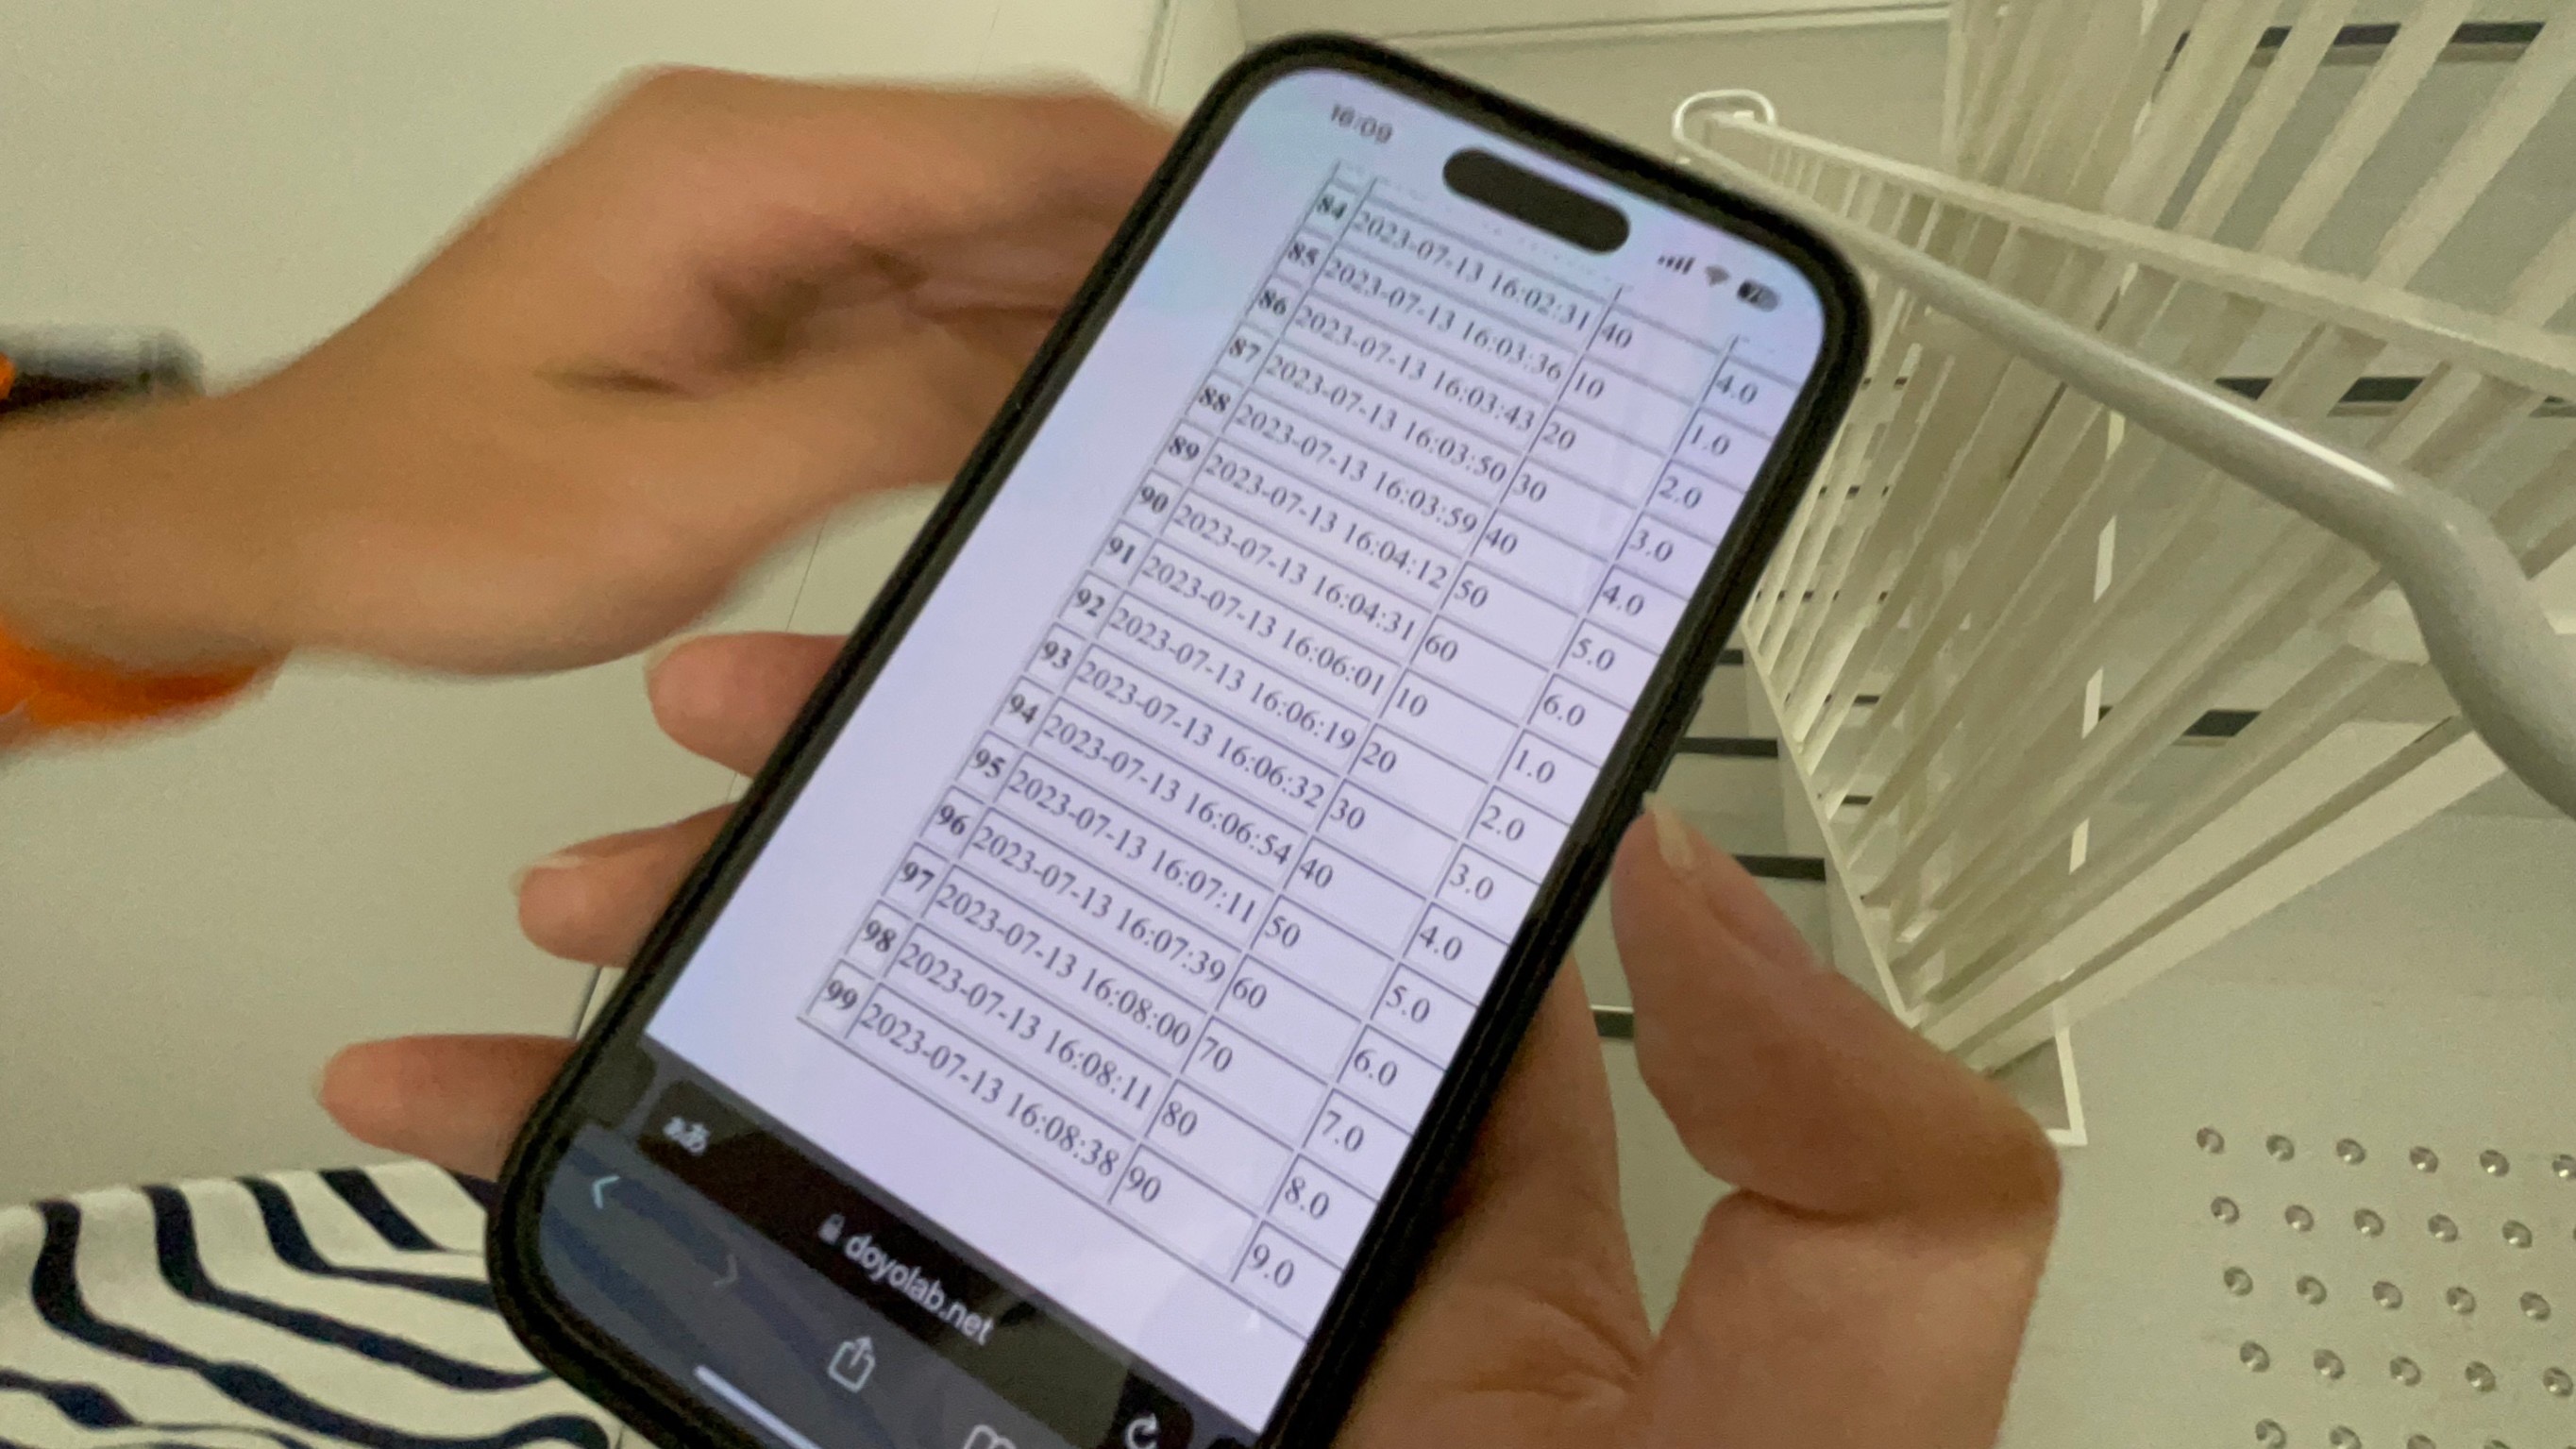 16:09
84 2023-07-13 16:02:31 40 4.0
85 2023-07-13 16:03:36 10 1.0
86 2023-07-13 16:03:43 20 2.0
87 2023-07-13 16:03:50 30 3.0
88 2023-07-13 16:03:59 40 4.0
89 2023-07-13 16:04:12 50 5.0
90 2023-07-13 16:04:31 60 6.0
91 2023-07-13 16:06:01 10 1.0
92 2023-07-13 16:06:19 20 2.0
93 2023-07-13 16:06:32 30 3.0
94 2023-07-13 16:06:54 40 4.0
95 2023-07-13 16:07:11 50 5.0
96 2023-07-13 16:07:39 60 6.0
97 2023-07-13 16:08:00 70 7.0
98 2023-07-13 16:08:11 80 8.0
99 2023-07-13 16:08:38 90 9.0
ああ
doyolab.net